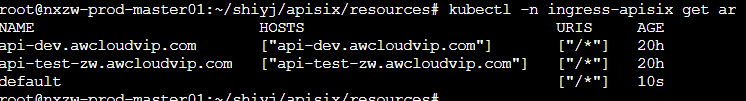 root@nxzw-prod-master01:~/shiyj/apisix/resources# kubectl -n ingress-apisix get ar
NAME HOSTS URIS AGE
api-dev.awcloudvip.com ["api-dev.awcloudvip.com"] ["/*"] 20h
api-test-zw.awcloudvip.com ["api-test-zw.awcloudvip.com"] ["/*"] 20h
default ["/*"] 10s
root@nxzw-prod-master01:~/shiyj/apisix/resources#